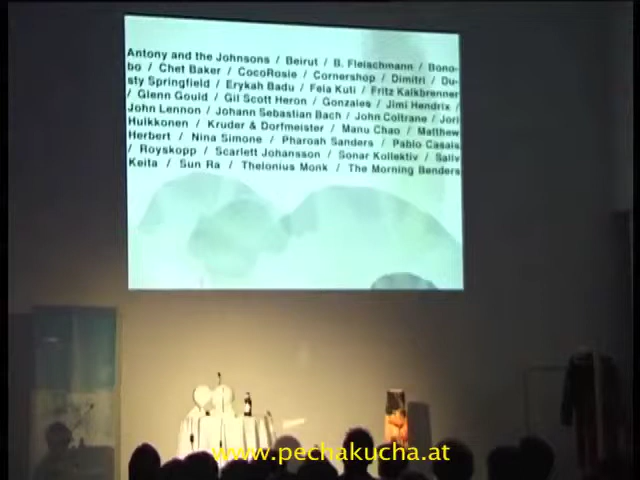 Antony and the Johnsons / Beirut / B. Fleischmann / Bono-
bo / Chet Baker / CocoRosie / Cornershop / Dimitri / Du-
sty Springfield / Erykah Badu / Fela Kuti / Fritz Kalkbrenner
/ Glenn Gould / Gil Scott Heron / Gonzales / Jimi Hendrix /
John Lennon / Johann Sebastian Bach / John Coltrane / Jori
Hulkkonen / Kruder & Dorfmeister / Manu Chao / Matthew
Herbert / Nina Simone / Pharoah Sanders / Pablo Casals
/ Royskopp / Scarlett Johansson / Sonar Kollektiv / Saliv
Keita / Sun Ra / Thelonius Monk / The Morning Benders
www.pechakucha.at